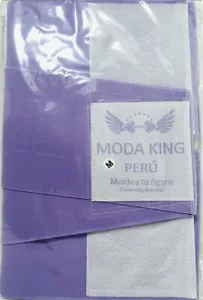 MODA KING
PERÚ
M
Moldea tu figura